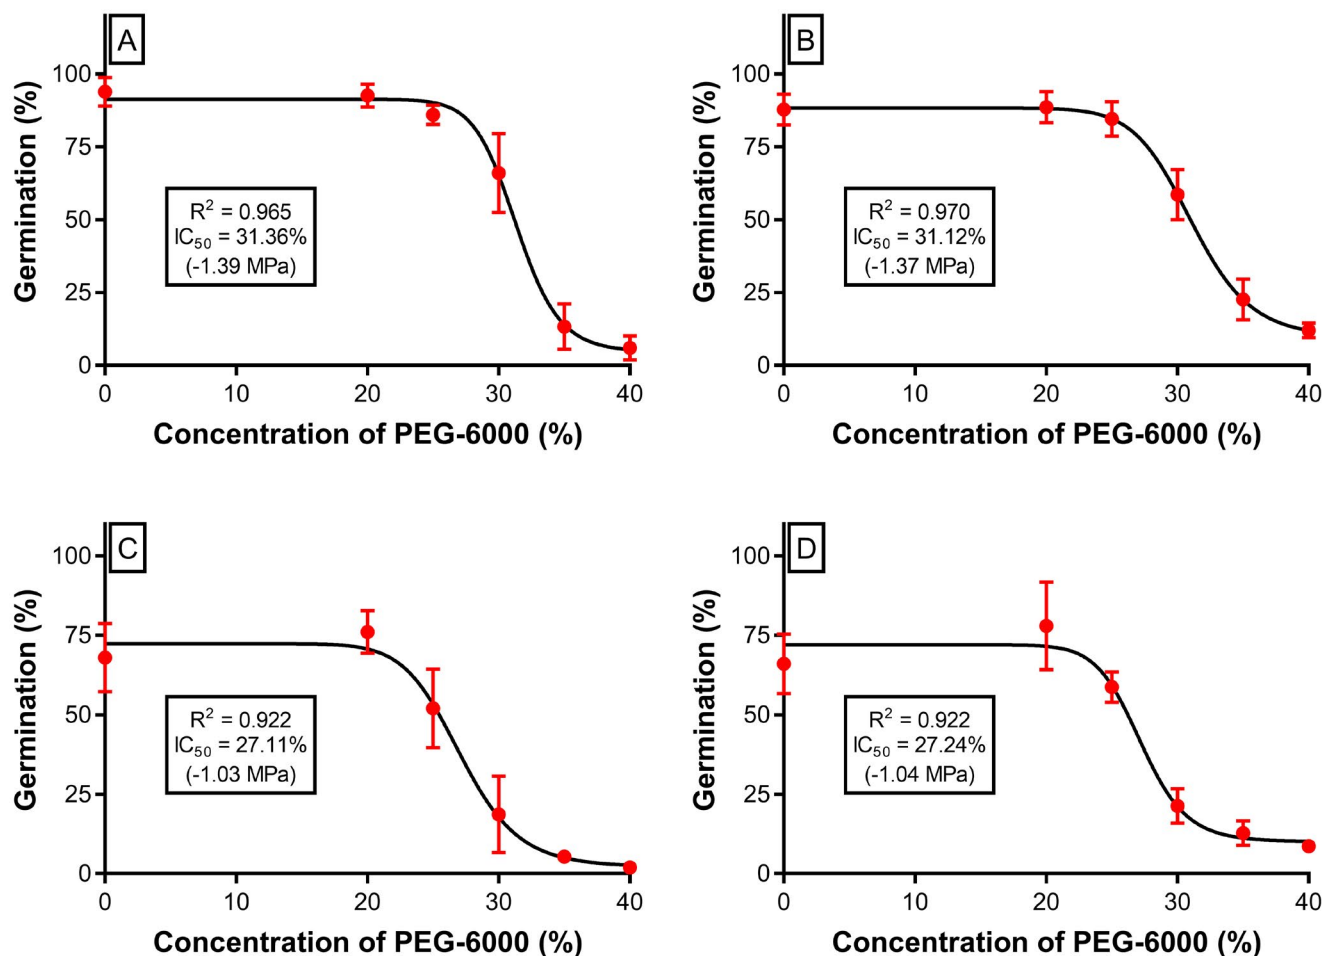 A
Germination (%)
100
75
50
25
0
R² = 0.965
IC₅₀ = 31.36%
(-1.39 MPa)
0 10 20 30 40
Concentration of PEG-6000 (%)
B
Germination (%)
100
75
50
25
0
R² = 0.970
IC₅₀ = 31.12%
(-1.37 MPa)
0 10 20 30 40
Concentration of PEG-6000 (%)
C
Germination (%)
100
75
50
25
0
R² = 0.922
IC₅₀ = 27.11%
(-1.03 MPa)
0 10 20 30 40
Concentration of PEG-6000 (%)
D
Germination (%)
100
75
50
25
0
R² = 0.922
IC₅₀ = 27.24%
(-1.04 MPa)
0 10 20 30 40
Concentration of PEG-6000 (%)